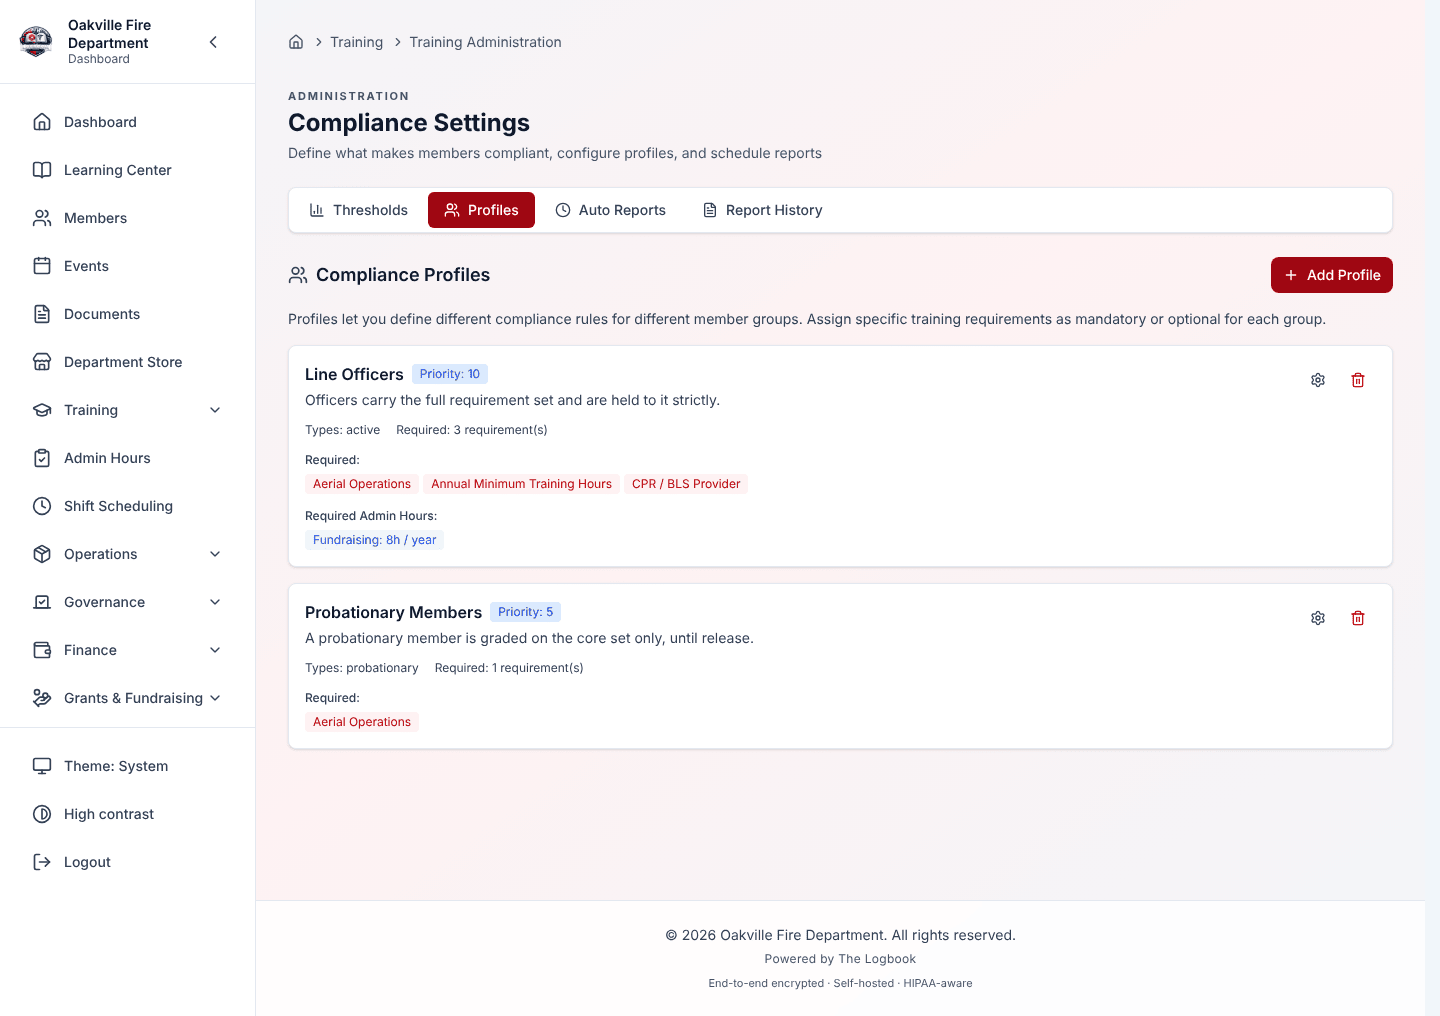 Oakville Fire
Department
Dashboard
Dashboard
Learning Center
Members
Events
Documents
Department Store
Training
Admin Hours
Shift Scheduling
Operations
Governance
Finance
Grants & Fundraising
Theme: System
High contrast
Logout
Training
Training Administration
ADMINISTRATION
Compliance Settings
Define what makes members compliant, configure profiles, and schedule reports
Thresholds
Profiles
Auto Reports
Report History
Compliance Profiles
Add Profile
Profiles let you define different compliance rules for different member groups. Assign specific training requirements as mandatory or optional for each group.
Line Officers
Priority: 10
Officers carry the full requirement set and are held to it strictly.
Types: active
Required: 3 requirement(s)
Required:
Aerial Operations
Annual Minimum Training Hours
CPR / BLS Provider
Required Admin Hours:
Fundraising: 8h / year
Probationary Members
Priority: 5
A probationary member is graded on the core set only, until release.
Types: probationary
Required: 1 requirement(s)
Required:
Aerial Operations
© 2026 Oakville Fire Department. All rights reserved.
Powered by The Logbook
End-to-end encrypted · Self-hosted · HIPAA-aware